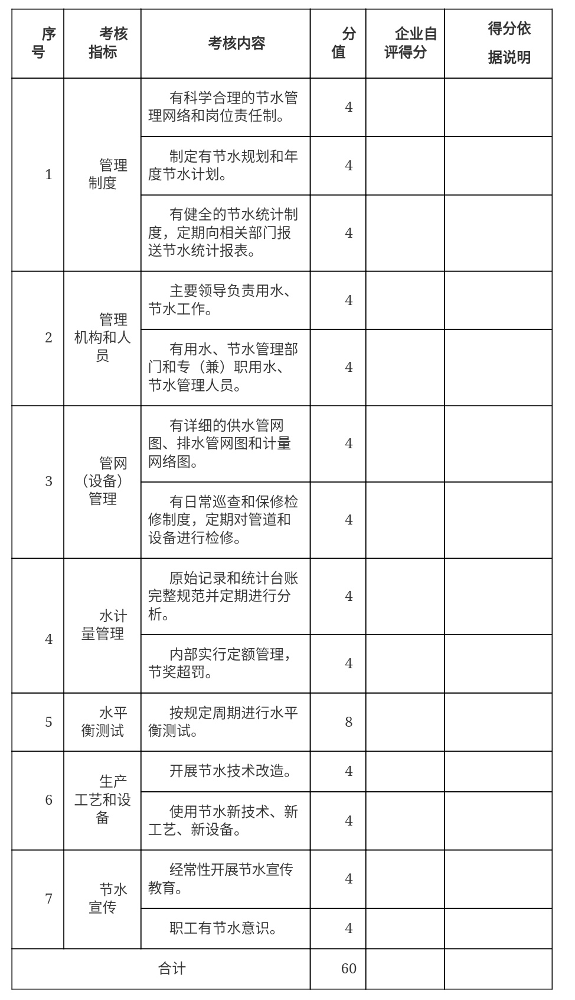 序号
考核指标
考核内容
分值
企业自评得分
得分依据说明
1
管理制度
有科学合理的节水管
理网络和岗位责任制。
4
制定有节水规划和年
度节水计划。
4
有健全的节水统计制
度，定期向相关部门报
送节水统计报表。
4
2
管理机构和人员
主要领导负责用水、
节水工作。
4
有用水、节水管理部
门和专（兼）职用水、
节水管理人员。
4
3
管网（设备）管理
有详细的供水管网
图、排水管网图和计量
网络图。
4
有日常巡查和保修检
修制度，定期对管道和
设备进行检修。
4
4
水计量管理
原始记录和统计台账
完整规范并定期进行分
析。
4
内部实行定额管理，
节奖超罚。
4
5
水平衡测试
按规定周期进行水平
衡测试。
8
6
生产工艺和设备
开展节水技术改造。
4
使用节水新技术、新
工艺、新设备。
4
7
节水宣传
经常性开展节水宣传
教育。
4
职工有节水意识。
4
合计
60